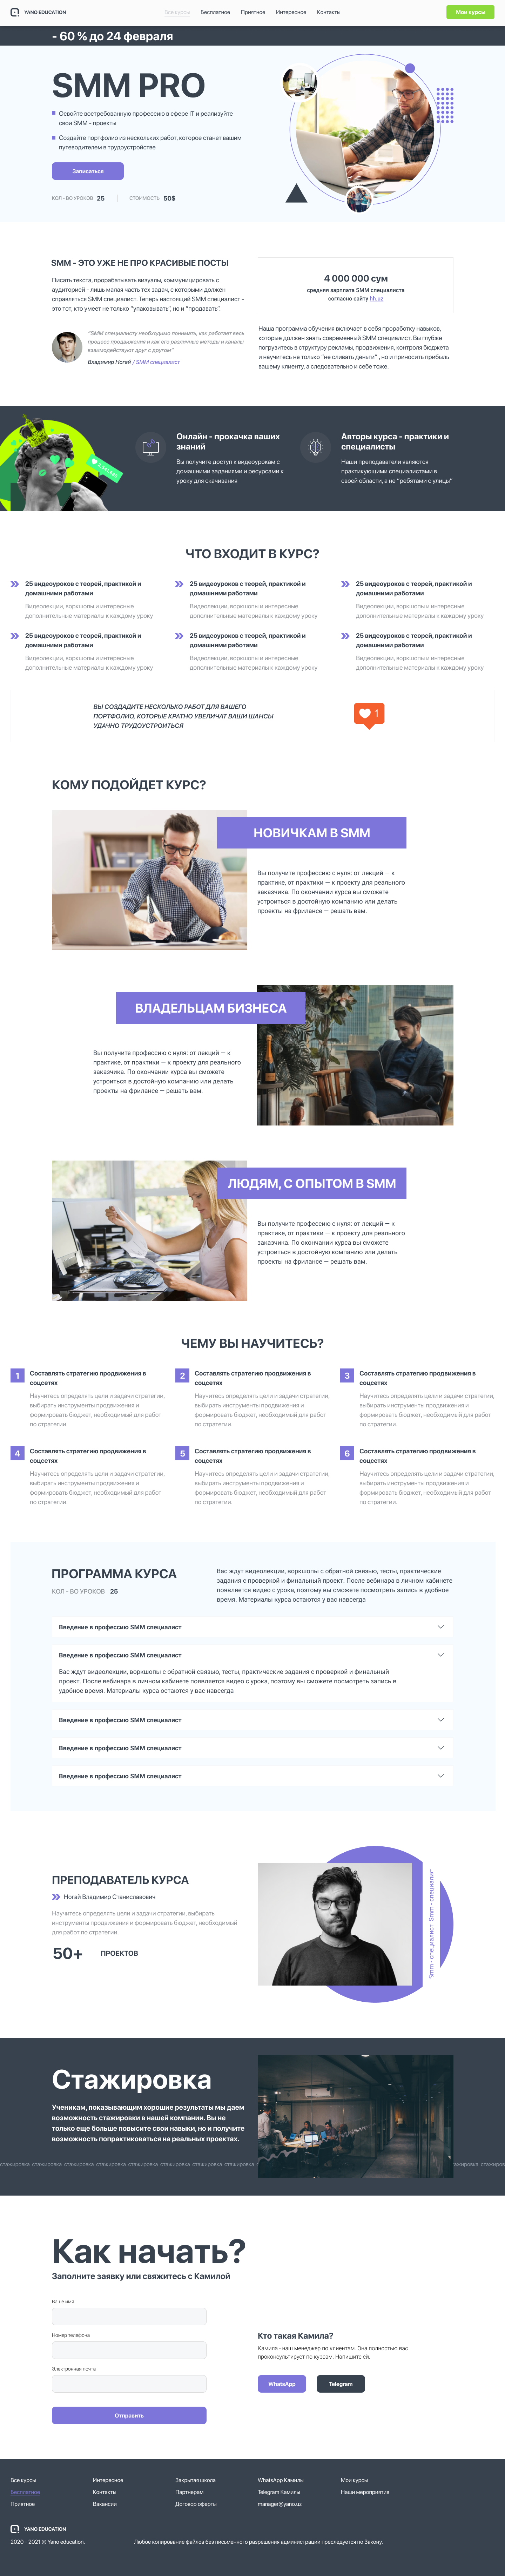 YANO EDUCATION
Все курсы Бесплатное Приятное Интересное Контакты
Мои курсы
- 60 % до 24 февраля
SMM PRO
Освойте востребованную профессию в сфере IT и реализуйте
свои SMM - проекты
Создайте портфолио из нескольких работ, которое станет вашим
путеводителем в трудоустройстве
Записаться
КОЛ - ВО УРОКОВ 25
СТОИМОСТЬ 50$
SMM - ЭТО УЖЕ НЕ ПРО КРАСИВЫЕ ПОСТЫ
Писать текста, прорабатывать визуалы, коммуницировать с
аудиторией - лишь малая часть тех задач, с которыми должен
справляться SMM специалист. Теперь настоящий SMM специалист -
это тот, кто умеет не только "упаковывать", но и "продавать".
"SMM специалисту необходимо понимать, как работает весь
процесс продвижения и как его различные методы и каналы
взаимодействуют друг с другом"
Владимир Ногай / SMM специалист
4 000 000 сум
средняя зарплата SMM специалиста
согласно сайту hh.uz
Наша программа обучения включает в себя проработку навыков,
которые должен знать современный SMM специалист. Вы глубже
погрузитесь в структуру рекламы, продвижения, контроля бюджета
и научитесь не только "не сливать деньги" , но и приносить прибыль
вашему клиенту, а следовательно и себе тоже.
Онлайн - прокачка ваших
знаний
Вы получите доступ к видеоурокам с
домашними заданиями и ресурсами к
уроку для скачивания
Авторы курса - практики и
специалисты
Наши преподаватели являются
практикующими специалистами в
своей области, а не "ребятами с улицы"
ЧТО ВХОДИТ В КУРС?
25 видеоуроков с теорей, практикой и
домашними работами
Видеолекции, воркшопы и интересные
дополнительные материалы к каждому уроку
25 видеоуроков с теорей, практикой и
домашними работами
Видеолекции, воркшопы и интересные
дополнительные материалы к каждому уроку
25 видеоуроков с теорей, практикой и
домашними работами
Видеолекции, воркшопы и интересные
дополнительные материалы к каждому уроку
25 видеоуроков с теорей, практикой и
домашними работами
Видеолекции, воркшопы и интересные
дополнительные материалы к каждому уроку
25 видеоуроков с теорей, практикой и
домашними работами
Видеолекции, воркшопы и интересные
дополнительные материалы к каждому уроку
25 видеоуроков с теорей, практикой и
домашними работами
Видеолекции, воркшопы и интересные
дополнительные материалы к каждому уроку
ВЫ СОЗДАДИТЕ НЕСКОЛЬКО РАБОТ ДЛЯ ВАШЕГО
ПОРТФОЛИО, КОТОРЫЕ КРАТНО УВЕЛИЧАТ ВАШИ ШАНСЫ
УДАЧНО ТРУДОУСТРОИТЬСЯ
1
КОМУ ПОДОЙДЕТ КУРС?
НОВИЧКАМ В SMM
Вы получите профессию с нуля: от лекций — к
практике, от практики — к проекту для реального
заказчика. По окончании курса вы сможете
устроиться в достойную компанию или делать
проекты на фрилансе — решать вам.
ВЛАДЕЛЬЦАМ БИЗНЕСА
Вы получите профессию с нуля: от лекций — к
практике, от практики — к проекту для реального
заказчика. По окончании курса вы сможете
устроиться в достойную компанию или делать
проекты на фрилансе — решать вам.
ЛЮДЯМ, С ОПЫТОМ В SMM
Вы получите профессию с нуля: от лекций — к
практике, от практики — к проекту для реального
заказчика. По окончании курса вы сможете
устроиться в достойную компанию или делать
проекты на фрилансе — решать вам.
ЧЕМУ ВЫ НАУЧИТЕСЬ?
1
Составлять стратегию продвижения в
соцсетях
Научитесь определять цели и задачи стратегии,
выбирать инструменты продвижения и
формировать бюджет, необходимый для работ
по стратегии.
2
Составлять стратегию продвижения в
соцсетях
Научитесь определять цели и задачи стратегии,
выбирать инструменты продвижения и
формировать бюджет, необходимый для работ
по стратегии.
3
Составлять стратегию продвижения в
соцсетях
Научитесь определять цели и задачи стратегии,
выбирать инструменты продвижения и
формировать бюджет, необходимый для работ
по стратегии.
4
Составлять стратегию продвижения в
соцсетях
Научитесь определять цели и задачи стратегии,
выбирать инструменты продвижения и
формировать бюджет, необходимый для работ
по стратегии.
5
Составлять стратегию продвижения в
соцсетях
Научитесь определять цели и задачи стратегии,
выбирать инструменты продвижения и
формировать бюджет, необходимый для работ
по стратегии.
6
Составлять стратегию продвижения в
соцсетях
Научитесь определять цели и задачи стратегии,
выбирать инструменты продвижения и
формировать бюджет, необходимый для работ
по стратегии.
ПРОГРАММА КУРСА
КОЛ - ВО УРОКОВ 25
Вас ждут видеолекции, воркшопы с обратной связью, тесты, практические
задания с проверкой и финальный проект. После вебинара в личном кабинете
появляется видео с урока, поэтому вы сможете посмотреть запись в удобное
время. Материалы курса остаются у вас навсегда
Введение в профессию SMM специалист
Введение в профессию SMM специалист
Вас ждут видеолекции, воркшопы с обратной связью, тесты, практические задания с проверкой и финальный
проект. После вебинара в личном кабинете появляется видео с урока, поэтому вы сможете посмотреть запись в
удобное время. Материалы курса остаются у вас навсегда
Введение в профессию SMM специалист
Введение в профессию SMM специалист
Введение в профессию SMM специалист
ПРЕПОДАВАТЕЛЬ КУРСА
Ногай Владимир Станиславович
Научитесь определять цели и задачи стратегии, выбирать
инструменты продвижения и формировать бюджет, необходимый
для работ по стратегии.
50+ ПРОЕКТОВ
Smm - специалист Smm - специалис
Стажировка
Ученикам, показывающим хорошие результаты мы даем
возможность стажировки в нашей компании. Вы не
только еще больше повысите свои навыки, но и получите
возможность попрактиковаться на реальных проектах.
стажировка стажировка стажировка стажировка стажировка стажировка стажировка стажировка
Как начать?
Заполните заявку или свяжитесь с Камилой
Ваше имя
Номер телефона
Электронная почта
Отправить
Кто такая Камила?
Камила - наш менеджер по клиентам. Она полностью вас
проконсультирует по курсам. Напишите ей
WhatsApp
Telegram
Все курсы Интересное Закрытая школа WhatsApp Камилы Мои курсы
Бесплатное Контакты Партнерам Telegram Камилы Наши мероприятия
Приятное Вакансии Договор оферты manager@yano.uz
YANO EDUCATION
2020 - 2021 © Yano education.
Любое копирование файлов без письменного разрешения администрации преследуется по Закону.